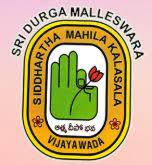 SRI DURGA MALLESWARA
SIDDHARTHA MAHILA KALASALA
ఆత్మ దీపో భవ
VIJAYAWADA